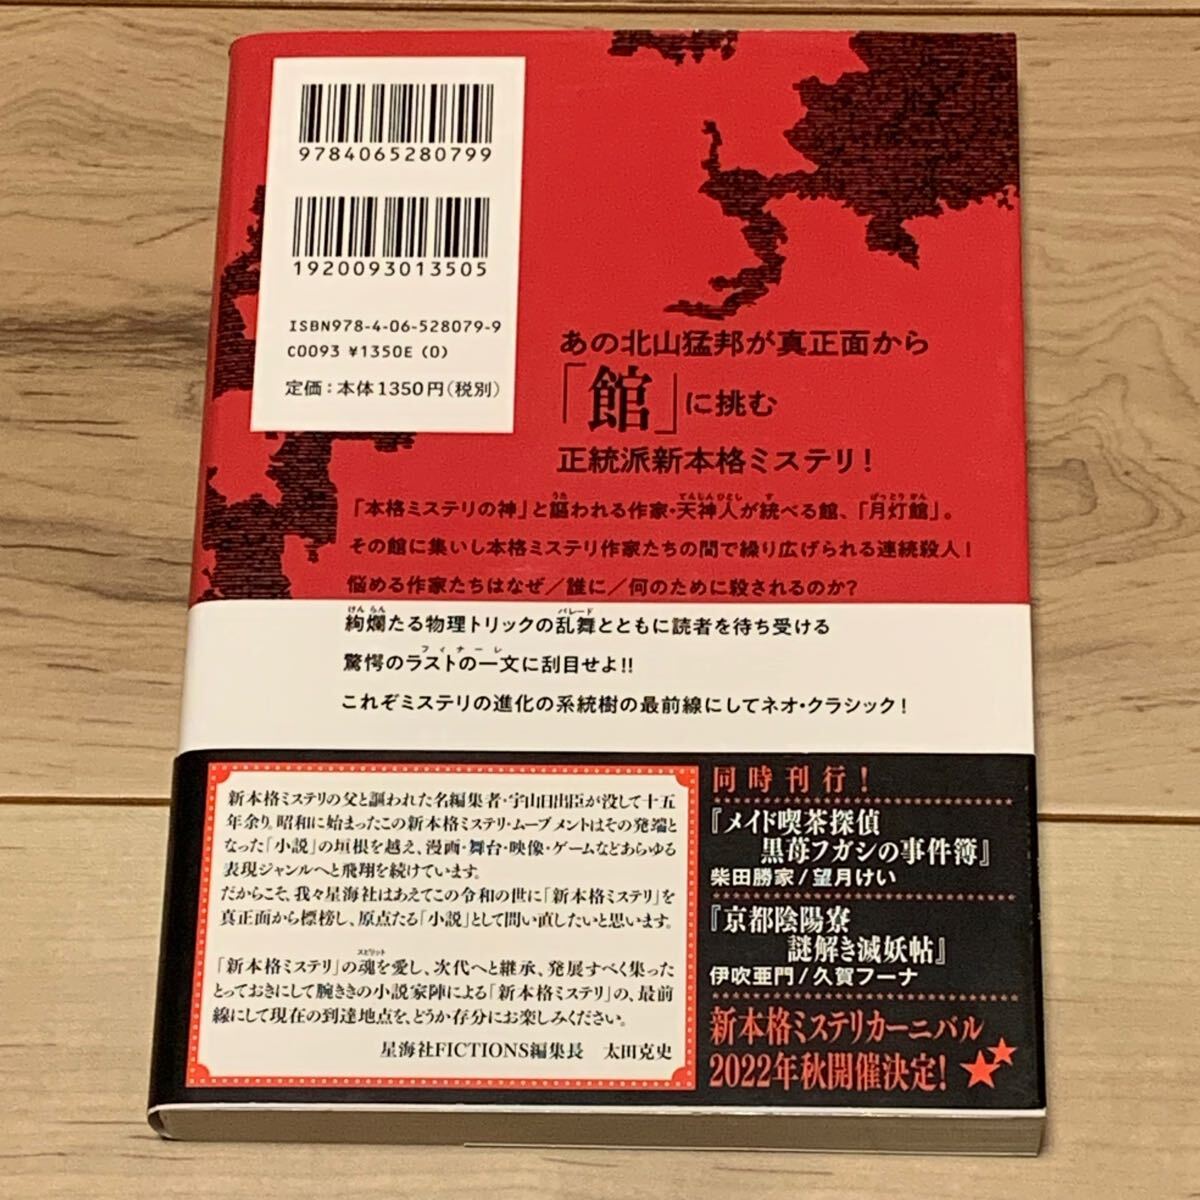 9784065280799
1920093013505
ISBN978-4-06-528079-9
C0093 ¥1350E (0)
定価：本体1350円（税別）
あの北山猛邦が真正面から
「館」に挑む
正統派新本格ミステリ！
「本格ミステリの神」と謳われる作家・天神人が統べる館、「月灯館」。
その館に集いし本格ミステリ作家たちの間で繰り広げられる連続殺人！
悩める作家たちはなぜ／誰に／何のために殺されるのか？
絢爛たる物理トリックの乱舞とともに読者を待ち受ける
驚愕のラストの一文に刮目せよ!!
これぞミステリの進化の系統樹の最前線にしてネオ・クラシック！
新本格ミステリの父と謳われた名編集者・宇山日出臣が没して十五
年余り。昭和に始まったこの新本格ミステリ・ムーブメントはその発端と
なった「小説」の垣根を越え、漫画・舞台・映像・ゲームなどあらゆる
表現ジャンルへと飛翔を続けています。
だからこそ、我々星海社はあえてこの令和の世に「新本格ミステリ」を
真正面から標榜し、原点たる「小説」として問い直したいと思います。
「新本格ミステリ」の魂を愛し、次代へと継承、発展すべく集った
とっておきにして腕ききの小説家陣による「新本格ミステリ」の、最前
線にして現在の到達地点を、どうか存分にお楽しみください。
星海社FICTIONS編集長　太田克史
同時刊行！
『メイド喫茶探偵
黒苺フガシの事件簿』
柴田勝家/望月けい
『京都陰陽寮
謎解き滅妖帖』
伊吹亜門/久賀フーナ
新本格ミステリカーニバル
2022年秋開催決定！